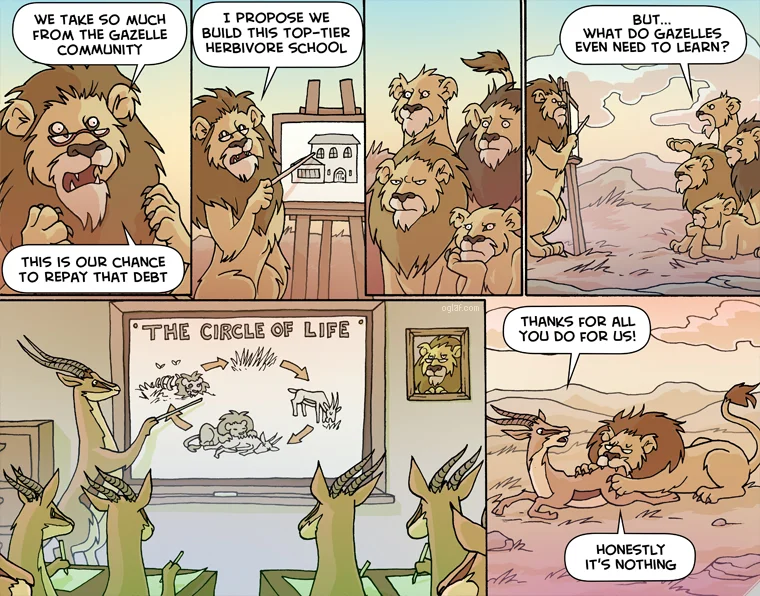 WE TAKE SO MUCH
FROM THE GAZELLE
COMMUNITY
THIS IS OUR CHANCE
TO REPAY THAT DEBT
I PROPOSE WE
BUILD THIS TOP-TIER
HERBIVORE SCHOOL
BUT...
WHAT DO GAZELLES
EVEN NEED TO LEARN?
"THE CIRCLE OF LIFE"
oglaf.com
THANKS FOR ALL
YOU DO FOR US!
HONESTLY
IT'S NOTHING